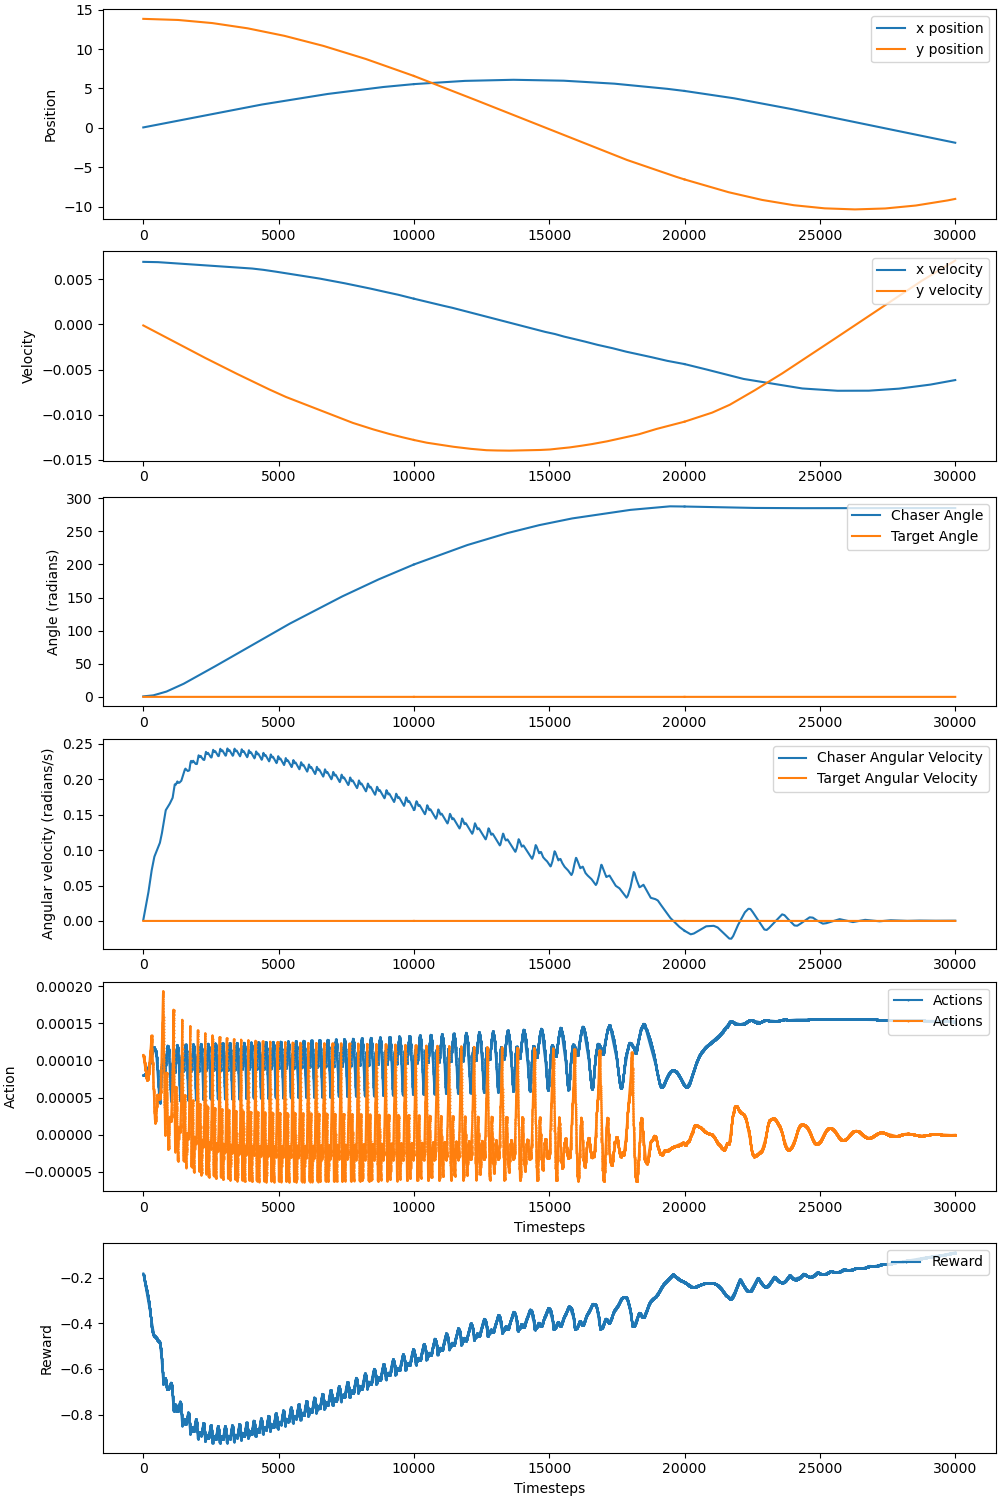 15
10
5
0
−5
−10
Position
x position
y position
0 5000 10000 15000 20000 25000 30000
0.005
0.000
−0.005
−0.010
−0.015
Velocity
x velocity
y velocity
0 5000 10000 15000 20000 25000 30000
300
250
200
150
100
50
0
Angle (radians)
Chaser Angle
Target Angle
0 5000 10000 15000 20000 25000 30000
0.25
0.20
0.15
0.10
0.05
0.00
Angular velocity (radians/s)
Chaser Angular Velocity
Target Angular Velocity
0 5000 10000 15000 20000 25000 30000
0.00020
0.00015
0.00010
0.00005
0.00000
−0.00005
Action
Actions
Actions
0 5000 10000 15000 20000 25000 30000
Timesteps
−0.2
−0.4
−0.6
−0.8
Reward
Reward
0 5000 10000 15000 20000 25000 30000
Timesteps